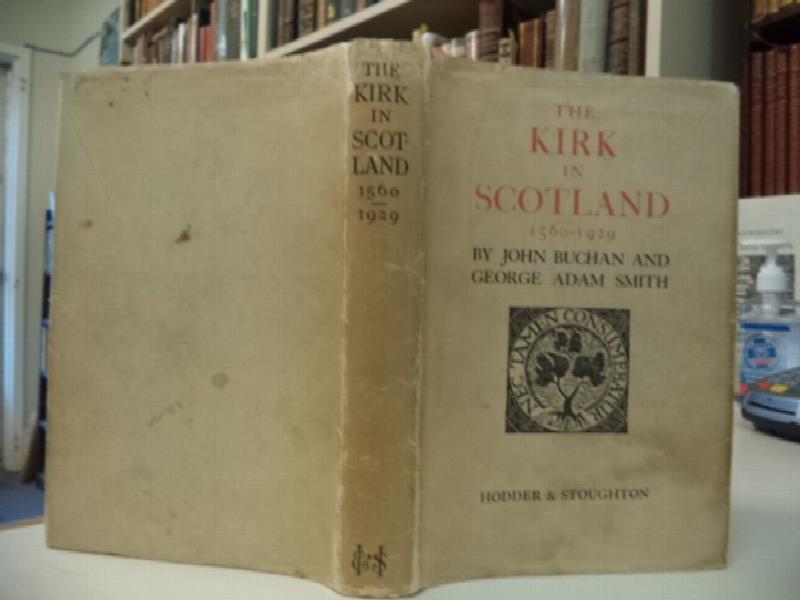 THE
KIRK
IN
SCOT-
LAND
1560
1929
THE
KIRK
IN
SCOTLAND
1560-1929
BY JOHN BUCHAN AND
GEORGE ADAM SMITH
NEC TAMEN CONSUMEBATUR
HODDER & STOUGHTON